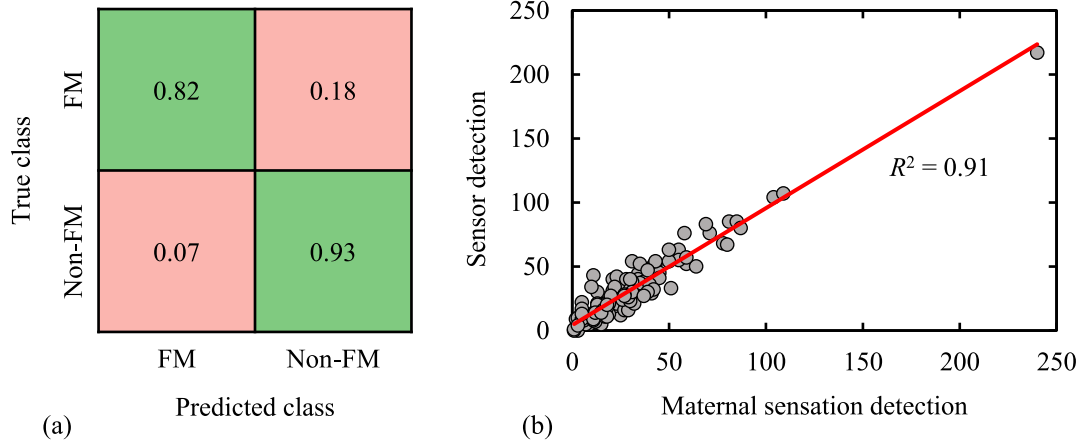 True class
FM
Non-FM
0.82
0.18
0.07
0.93
FM
Non-FM
Predicted class
(a)
Sensor detection
250
200
150
100
50
0
R² = 0.91
0
50
100
150
200
250
Maternal sensation detection
(b)